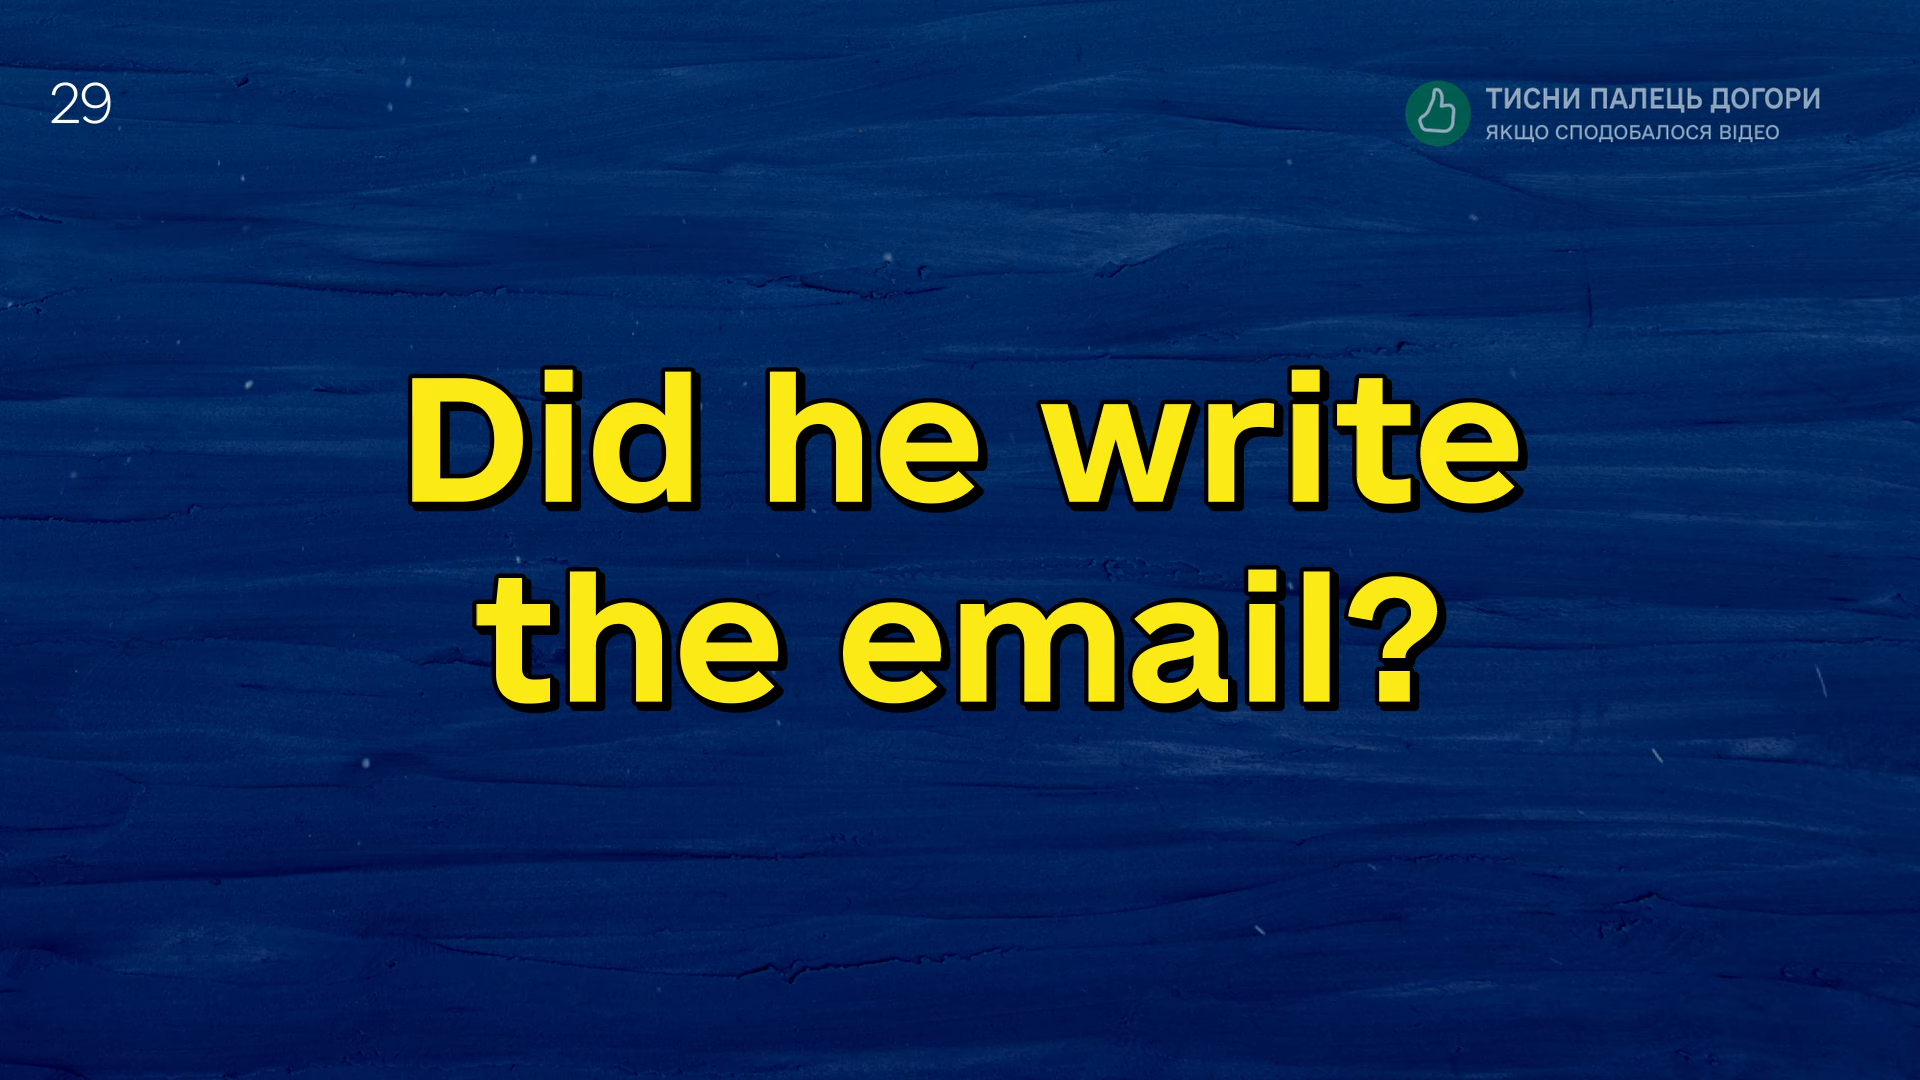 29
ТИСНИ ПАЛЕЦЬ ДОГОРИ
ЯКЩО СПОДОБАЛОСЯ ВІДЕО
Did he write
the email?